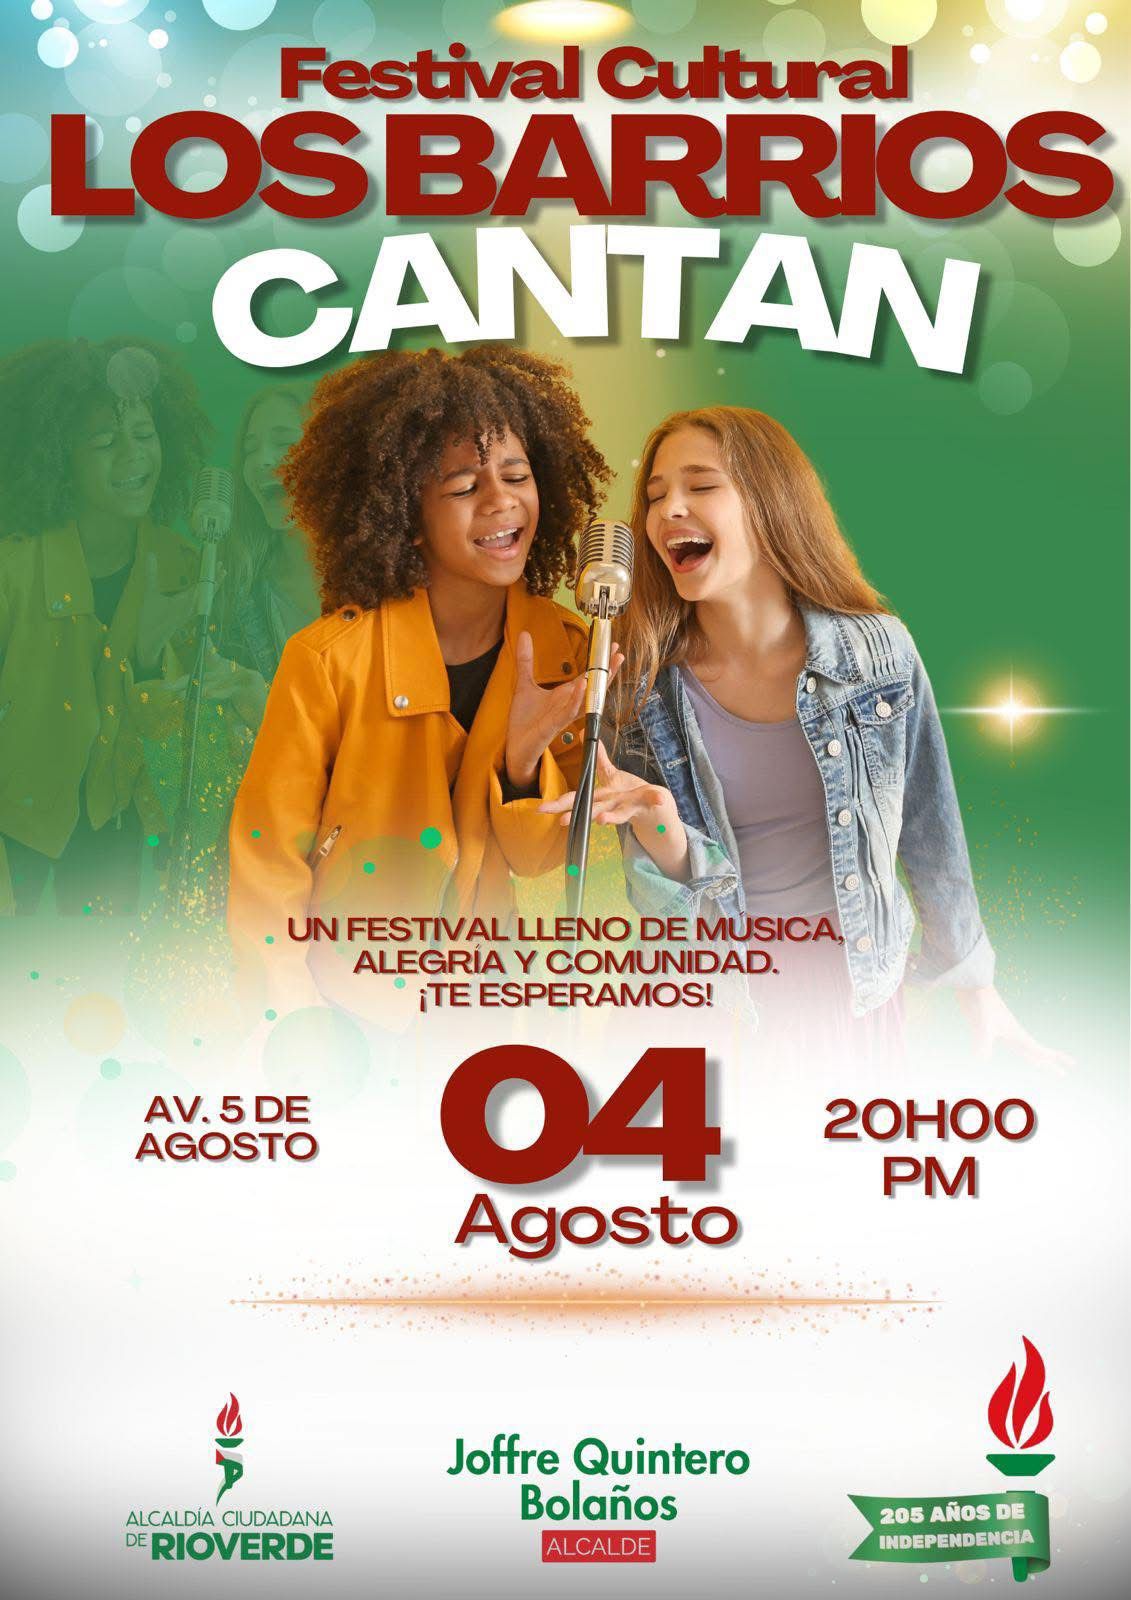 Festival Cultural
LOS BARRIOS
CANTAN
UN FESTIVAL LLENO DE MÚSICA,
ALEGRÍA Y COMUNIDAD.
¡TE ESPERAMOS!
AV. 5 DE
AGOSTO
04
Agosto
20H00
PM
ALCALDÍA CIUDADANA
DE RIOVERDE
Joffre Quintero
Bolaños
ALCALDE
205 AÑOS DE
INDEPENDENCIA